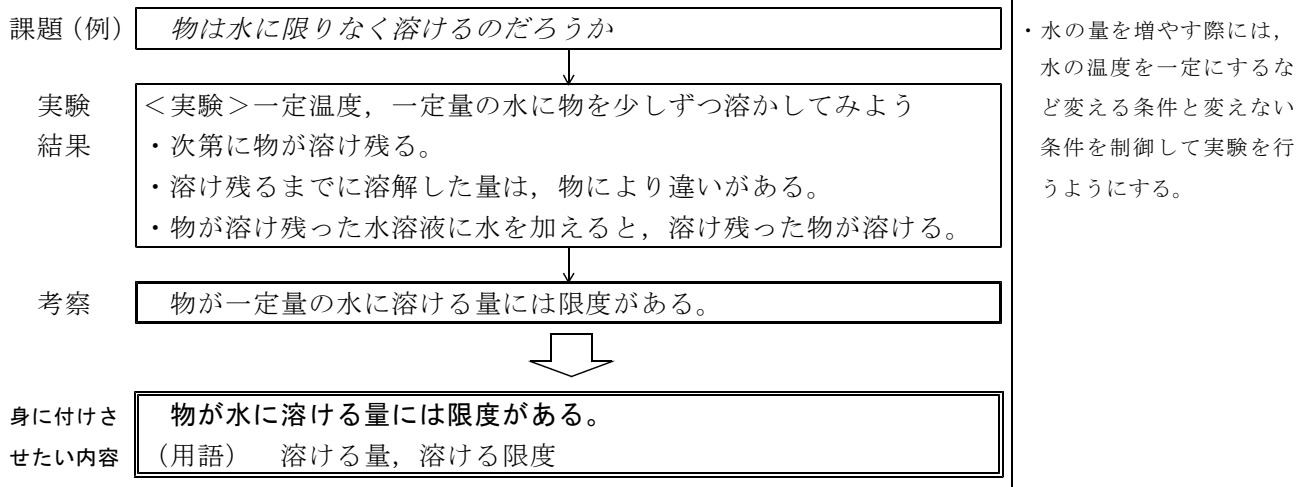 課題（例） 物は水に限りなく溶けるのだろうか
実験 ＜実験＞一定温度，一定量の水に物を少しずつ溶かしてみよう
結果 ・次第に物が溶け残る。
・溶け残るまでに溶解した量は，物により違いがある。
・物が溶け残った水溶液に水を加えると，溶け残った物が溶ける。
考察 物が一定量の水に溶ける量には限度がある。
身に付けさ 物が水に溶ける量には限度がある。
せたい内容 （用語） 溶ける量，溶ける限度
・水の量を増やす際には，
水の温度を一定にするな
ど変える条件と変えない
条件を制御して実験を行
うようにする。